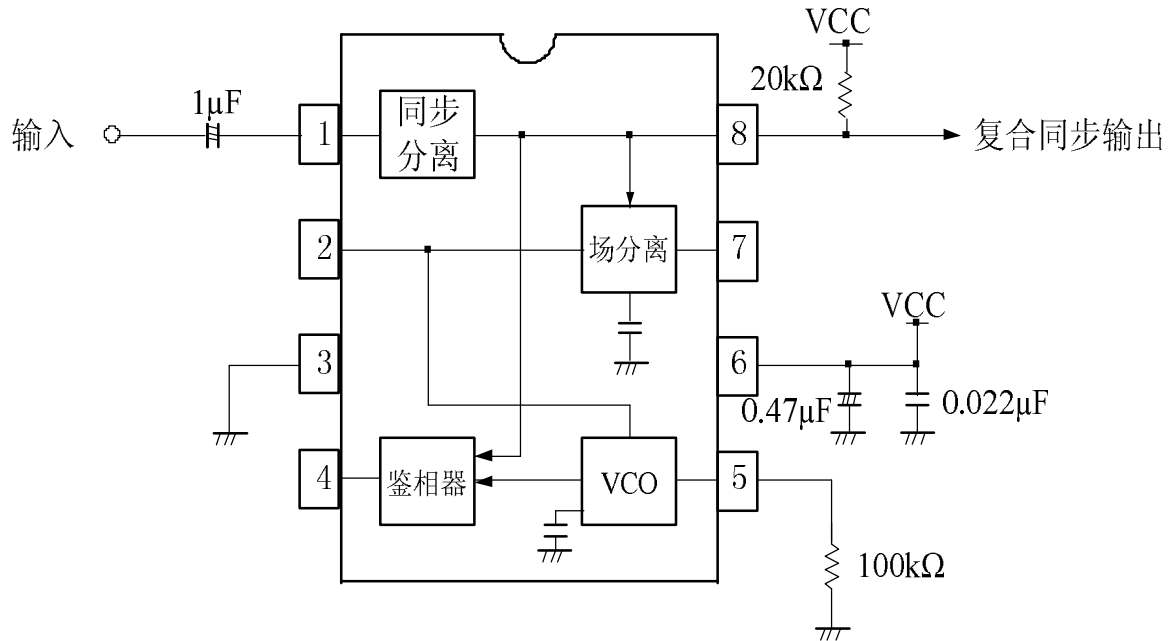 VCC
20kΩ
1μF
输入
1
同步
分离
8
复合同步输出
2
场分离
7
VCC
3
6
0.47μF
0.022μF
4
鉴相器
VCO
5
100kΩ